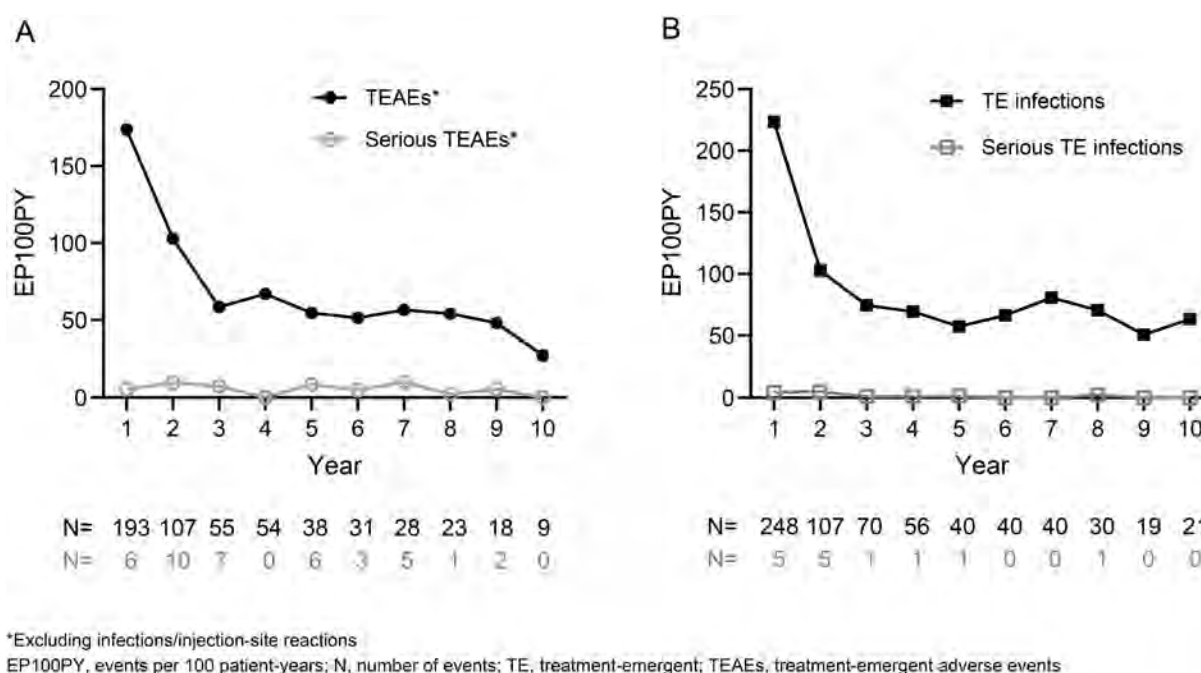 A
200
150
100
50
0
EP100PY
TEAEs*
Serious TEAEs*
1 2 3 4 5 6 7 8 9 10
Year
N= 193 107 55 54 38 31 28 23 18 9
N= 6 10 7 0 6 3 5 1 2 0
B
250
200
150
100
50
0
EP100PY
TE infections
Serious TE infections
1 2 3 4 5 6 7 8 9 10
Year
N= 248 107 70 56 40 40 40 30 19 21
N= 5 5 1 1 1 0 0 1 0 0
*Excluding infections/injection-site reactions
EP100PY, events per 100 patient-years; N, number of events; TE, treatment-emergent; TEAEs, treatment-emergent adverse events